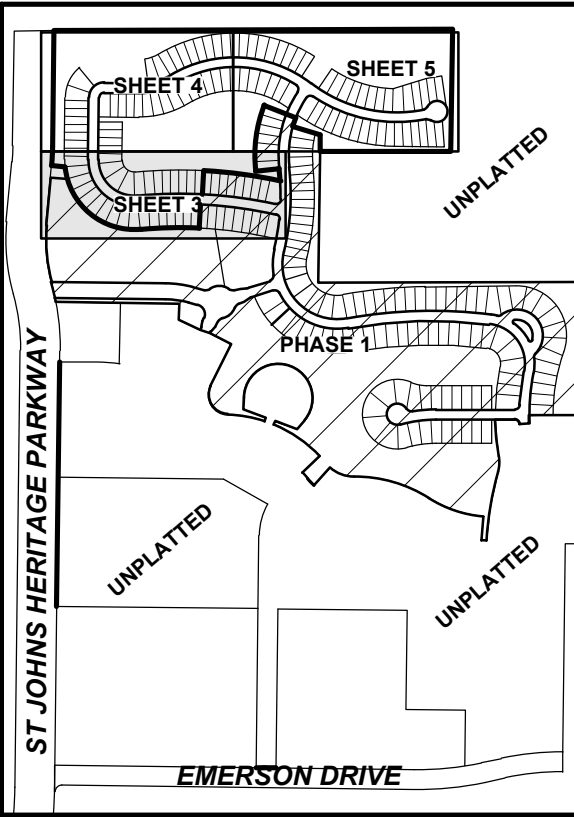 SHEET 5
SHEET 4
UNPLATTED
SHEET 3
PHASE 1
ST JOHNS HERITAGE PARKWAY
UNPLATTED
UNPLATTED
EMERSON DRIVE